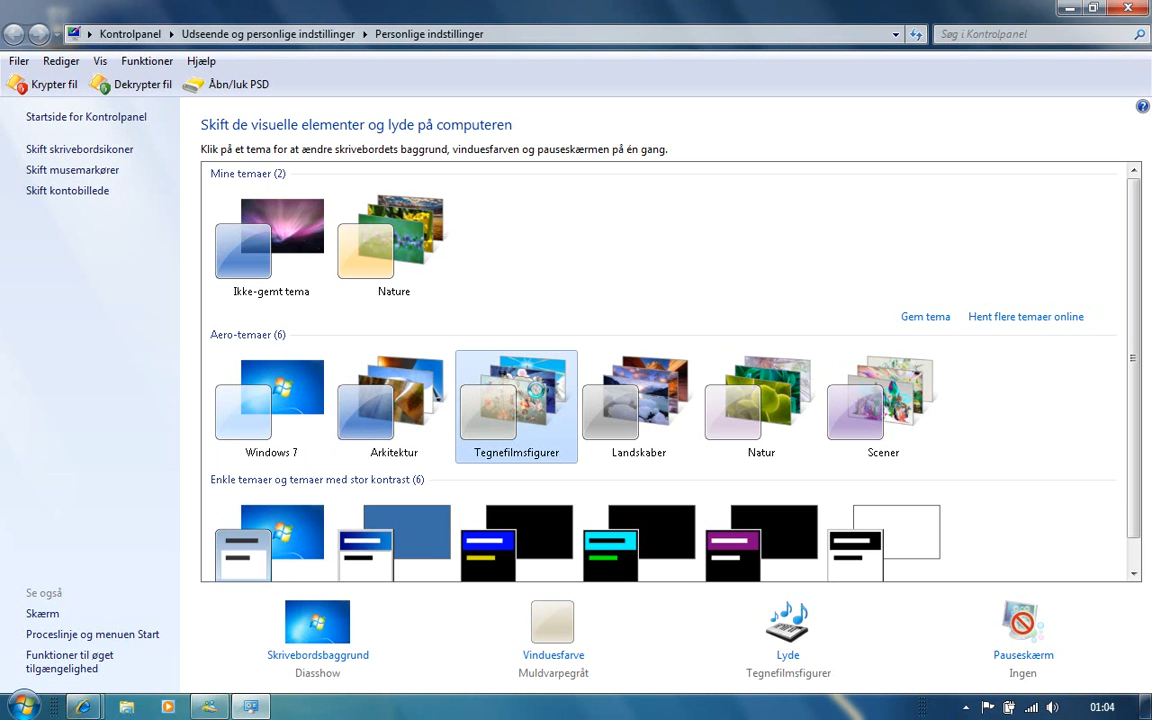 Kontrolpanel Udseende og personlige indstillinger Personlige indstillinger Søg i Kontrolpanel
Filer Rediger Vis Funktioner Hjælp
Krypter fil Dekrypter fil Åbn/luk PSD
Startside for Kontrolpanel
Skift skrivebordsikoner
Skift musemarkører
Skift kontobillede
Skift de visuelle elementer og lyde på computeren
Klik på et tema for at ændre skrivebordets baggrund, vinduesfarven og pauseskærmen på én gang.
Mine temaer (2)
Ikke-gemt tema Nature
Gem tema Hent flere temaer online
Aero-temaer (6)
Windows 7 Arkitektur Tegnefilmsfigurer Landskaber Natur Scener
Enkle temaer og temaer med stor kontrast (6)
Se også
Skærm
Proceslinje og menuen Start
Funktioner til øget
tilgængelighed
Skrivebordsbaggrund Vinduesfarve Lyde Pauseskærm
Diasshow Muldvarpegråt Tegnefilmsfigurer Ingen
01:04